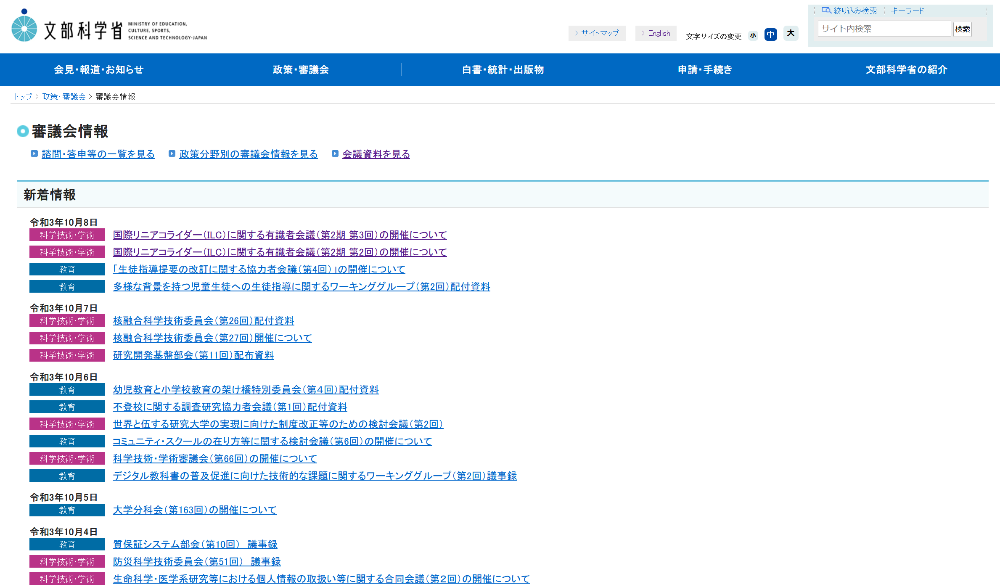 文部科学省 MINISTRY OF EDUCATION,
CULTURE, SPORTS,
SCIENCE AND TECHNOLOGY-JAPAN
サイトマップ
English
文字サイズの変更 小 中 大
絞り込み検索 キーワード
サイト内検索 検索
会見・報道・お知らせ 政策・審議会 白書・統計・出版物 申請・手続き 文部科学省の紹介
トップ > 政策・審議会 > 審議会情報
審議会情報
諮問・答申等の一覧を見る 政策分野別の審議会情報を見る 会議資料を見る
新着情報
令和3年10月8日
科学技術・学術 国際リニアコライダー(ILC)に関する有識者会議(第2期 第3回)の開催について
科学技術・学術 国際リニアコライダー(ILC)に関する有識者会議(第2期 第2回)の開催について
教育 「生徒指導提要の改訂に関する協力者会議(第4回)」の開催について
教育 多様な背景を持つ児童生徒への生徒指導に関するワーキンググループ(第2回)配付資料
令和3年10月7日
科学技術・学術 核融合科学技術委員会(第26回)配付資料
科学技術・学術 核融合科学技術委員会(第27回)開催について
科学技術・学術 研究開発基盤部会(第11回)配布資料
令和3年10月6日
教育 幼児教育と小学校教育の架け橋特別委員会(第4回)配付資料
教育 不登校に関する調査研究協力者会議(第1回)配付資料
科学技術・学術 世界と伍する研究大学の実現に向けた制度改正等のための検討会議(第2回)
教育 コミュニティ・スクールの在り方等に関する検討会議(第6回)の開催について
科学技術・学術 科学技術・学術審議会(第66回)の開催について
教育 デジタル教科書の普及促進に向けた技術的な課題に関するワーキンググループ(第2回)議事録
令和3年10月5日
教育 大学分科会(第163回)の開催について
令和3年10月4日
教育 質保証システム部会(第10回) 議事録
科学技術・学術 防災科学技術委員会(第51回) 議事録
科学技術・学術 生命科学・医学系研究等における個人情報の取扱い等に関する合同会議(第2回)の開催について